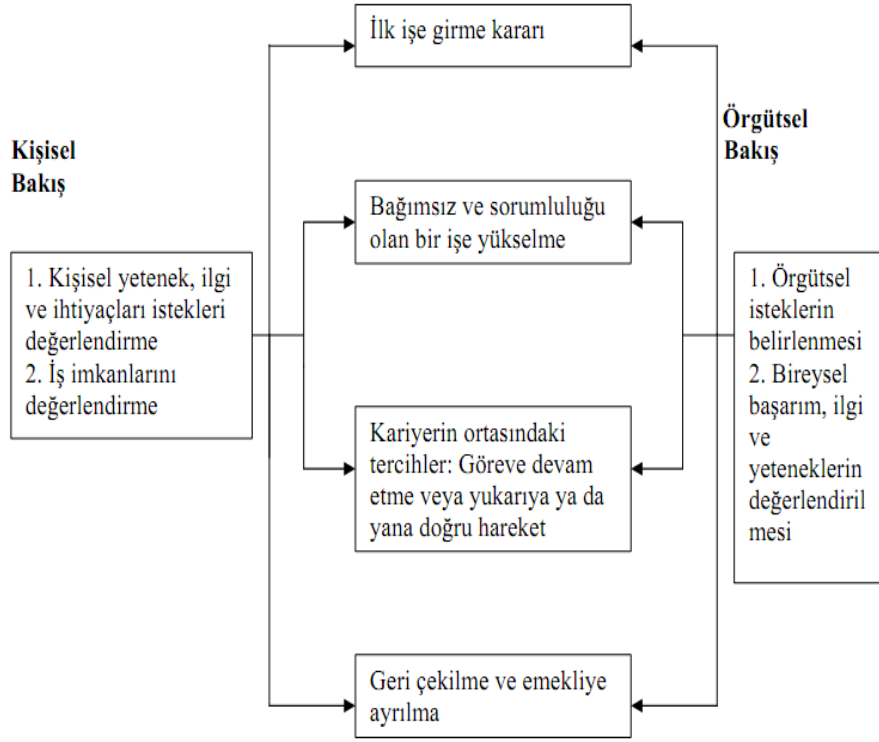 İlk işe girme kararı
Kişisel
Bakış
Örgütsel
Bakış
Bağımsız ve sorumluluğu
olan bir işe yükselme
1. Kişisel yetenek, ilgi
ve ihtiyaçları istekleri
değerlendirme
2. İş imkanlarını
değerlendirme
1. Örgütsel
isteklerin
belirlenmesi
2. Bireysel
başarım, ilgi
ve
yeteneklerin
değerlendiril
mesi
Kariyerin ortasındaki
tercihler: Göreve devam
etme veya yukarıya ya da
yana doğru hareket
Geri çekilme ve emekliye
ayrılma